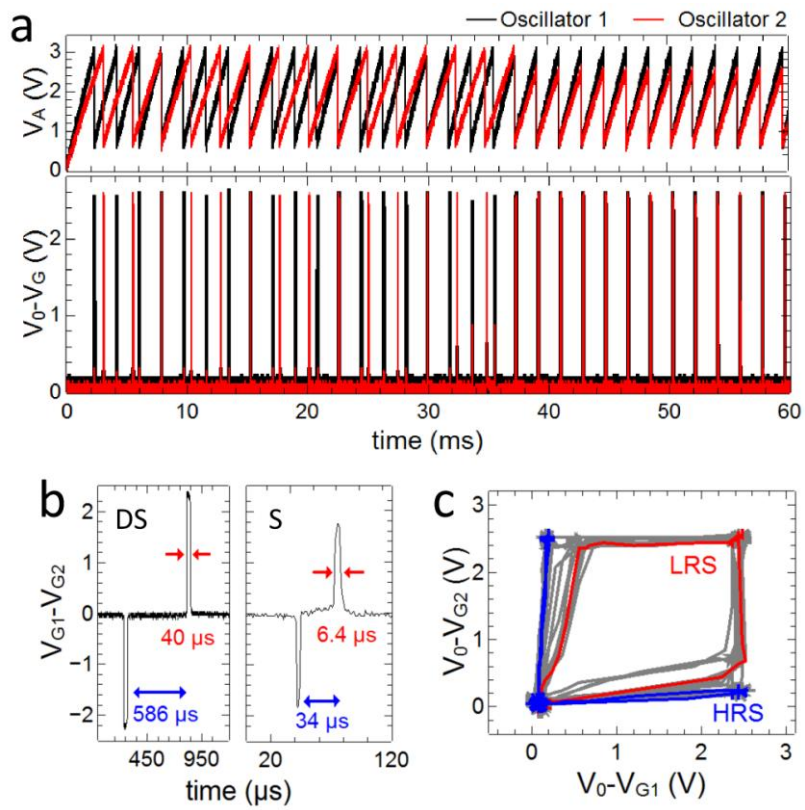 a
Oscillator 1 Oscillator 2
3
2
1
0
V_A (V)
2
1
0
V_0-V_G (V)
0 10 20 30 40 50 60
time (ms)
b
DS S
2
1
0
−1
−2
V_G1-V_G2
40 µs
586 µs
6.4 µs
34 µs
450 950 20 120
time (µs)
c
3
2
1
0
V_0-V_G2 (V)
LRS
HRS
0 1 2 3
V_0-V_G1 (V)